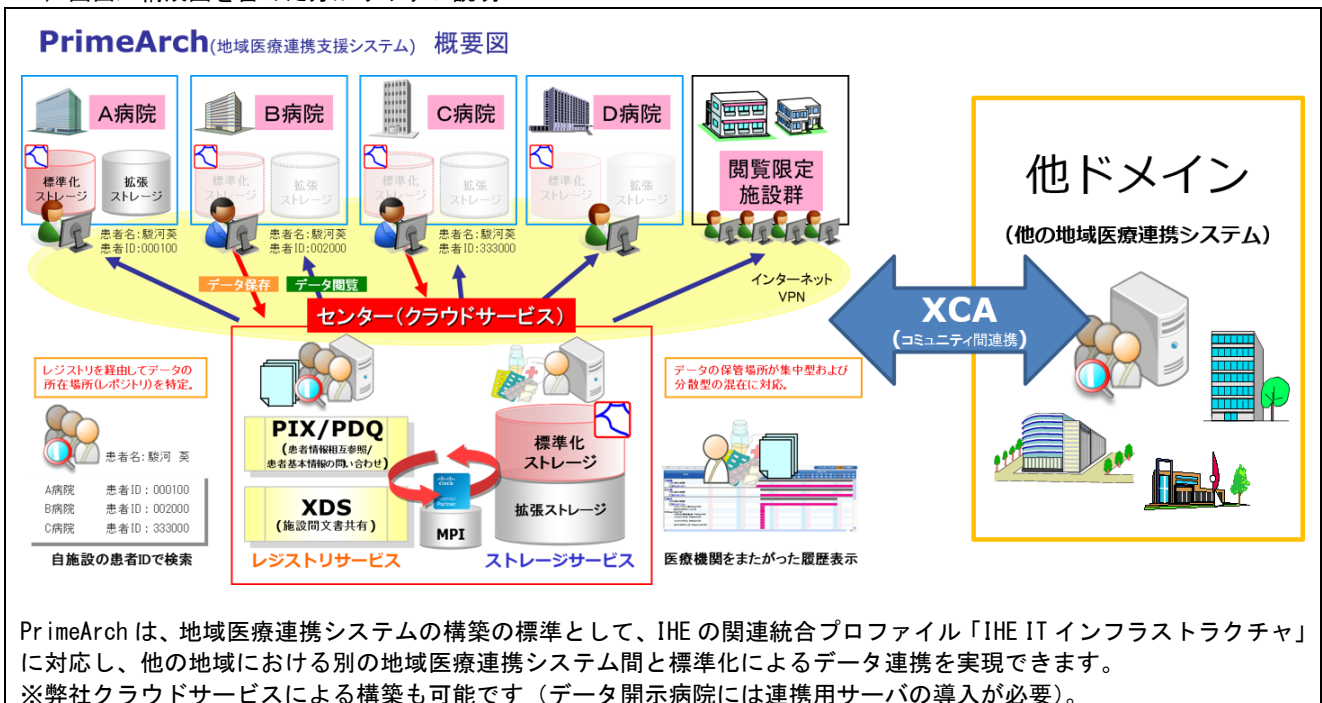 PrimeArch(地域医療連携支援システム) 概要図
A病院
B病院
C病院
D病院
閲覧限定
施設群
標準化
ストレージ
拡張
ストレージ
標準化
ストレージ
拡張
ストレージ
標準化
ストレージ
拡張
ストレージ
標準化
ストレージ
拡張
ストレージ
患者名:駿河葵
患者ID:000100
患者名:駿河葵
患者ID:002000
患者名:駿河葵
患者ID:333000
データ保存
データ閲覧
インターネット
VPN
センター(クラウドサービス)
他ドメイン
(他の地域医療連携システム)
XCA
(コミュニティ間連携)
レジストリを経由してデータの
所在場所(レポジトリ)を特定。
患者名:駿河 葵
A病院 患者ID:000100
B病院 患者ID:002000
C病院 患者ID:333000
自施設の患者IDで検索
PIX/PDQ
(患者情報相互参照/
患者基本情報の問い合わせ)
XDS
(施設間文書共有)
レジストリサービス
CISCO
Partner
MPI
標準化
ストレージ
拡張ストレージ
ストレージサービス
データの保管場所が集中型および
分散型の混在に対応。
医療機関をまたがった履歴表示
PrimeArch は、地域医療連携システムの構築の標準として、IHE の関連統合プロファイル「IHE IT インフラストラクチャ」
に対応し、他の地域における別の地域医療連携システム間と標準化によるデータ連携を実現できます。
※弊社クラウドサービスによる構築も可能です（データ開示病院には連携用サーバの導入が必要）。